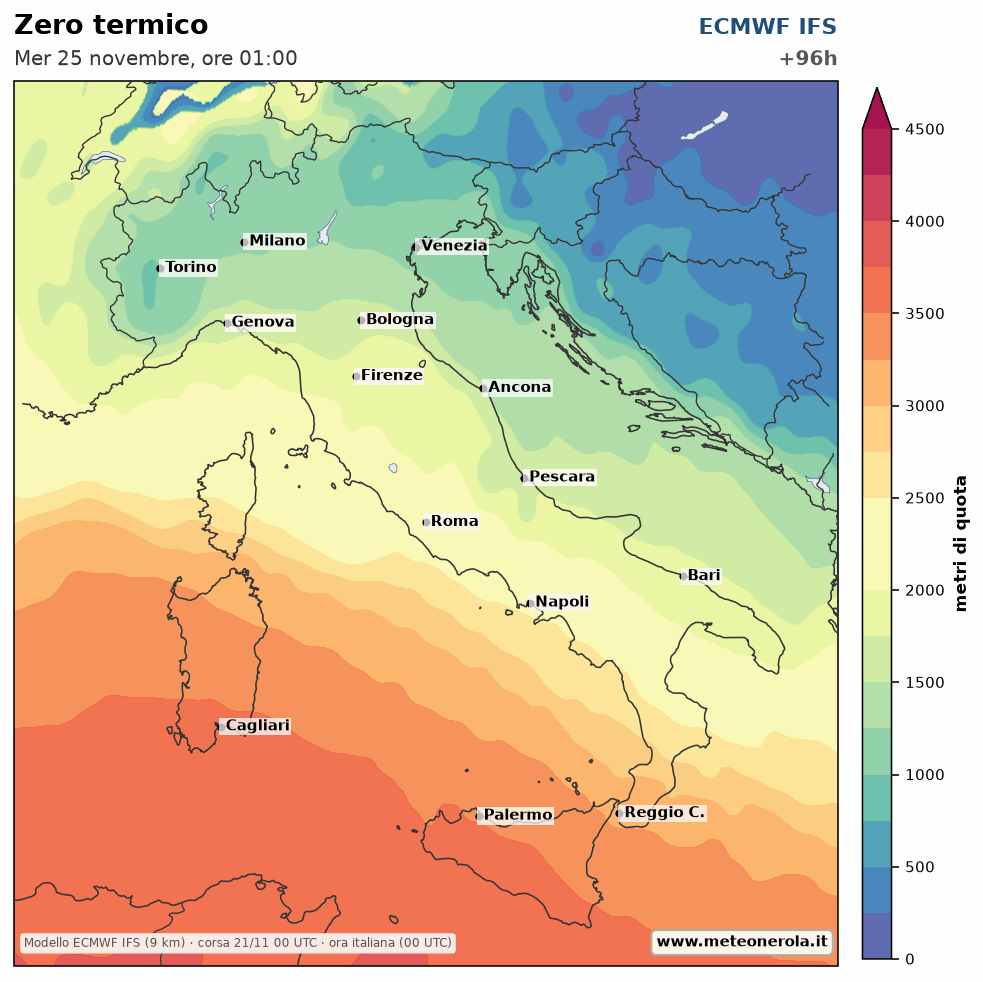 Zero termico
ECMWF IFS
Mer 25 novembre, ore 01:00
+96h
4500
4000
3500
3000
2500
2000
1500
1000
500
0
metri di quota
Milano
Venezia
Torino
Genova
Bologna
Firenze
Ancona
Pescara
Roma
Bari
Napoli
Cagliari
Palermo
Reggio C.
Modello ECMWF IFS (9 km) · corsa 21/11 00 UTC · ora italiana (00 UTC)
www.meteonerola.it